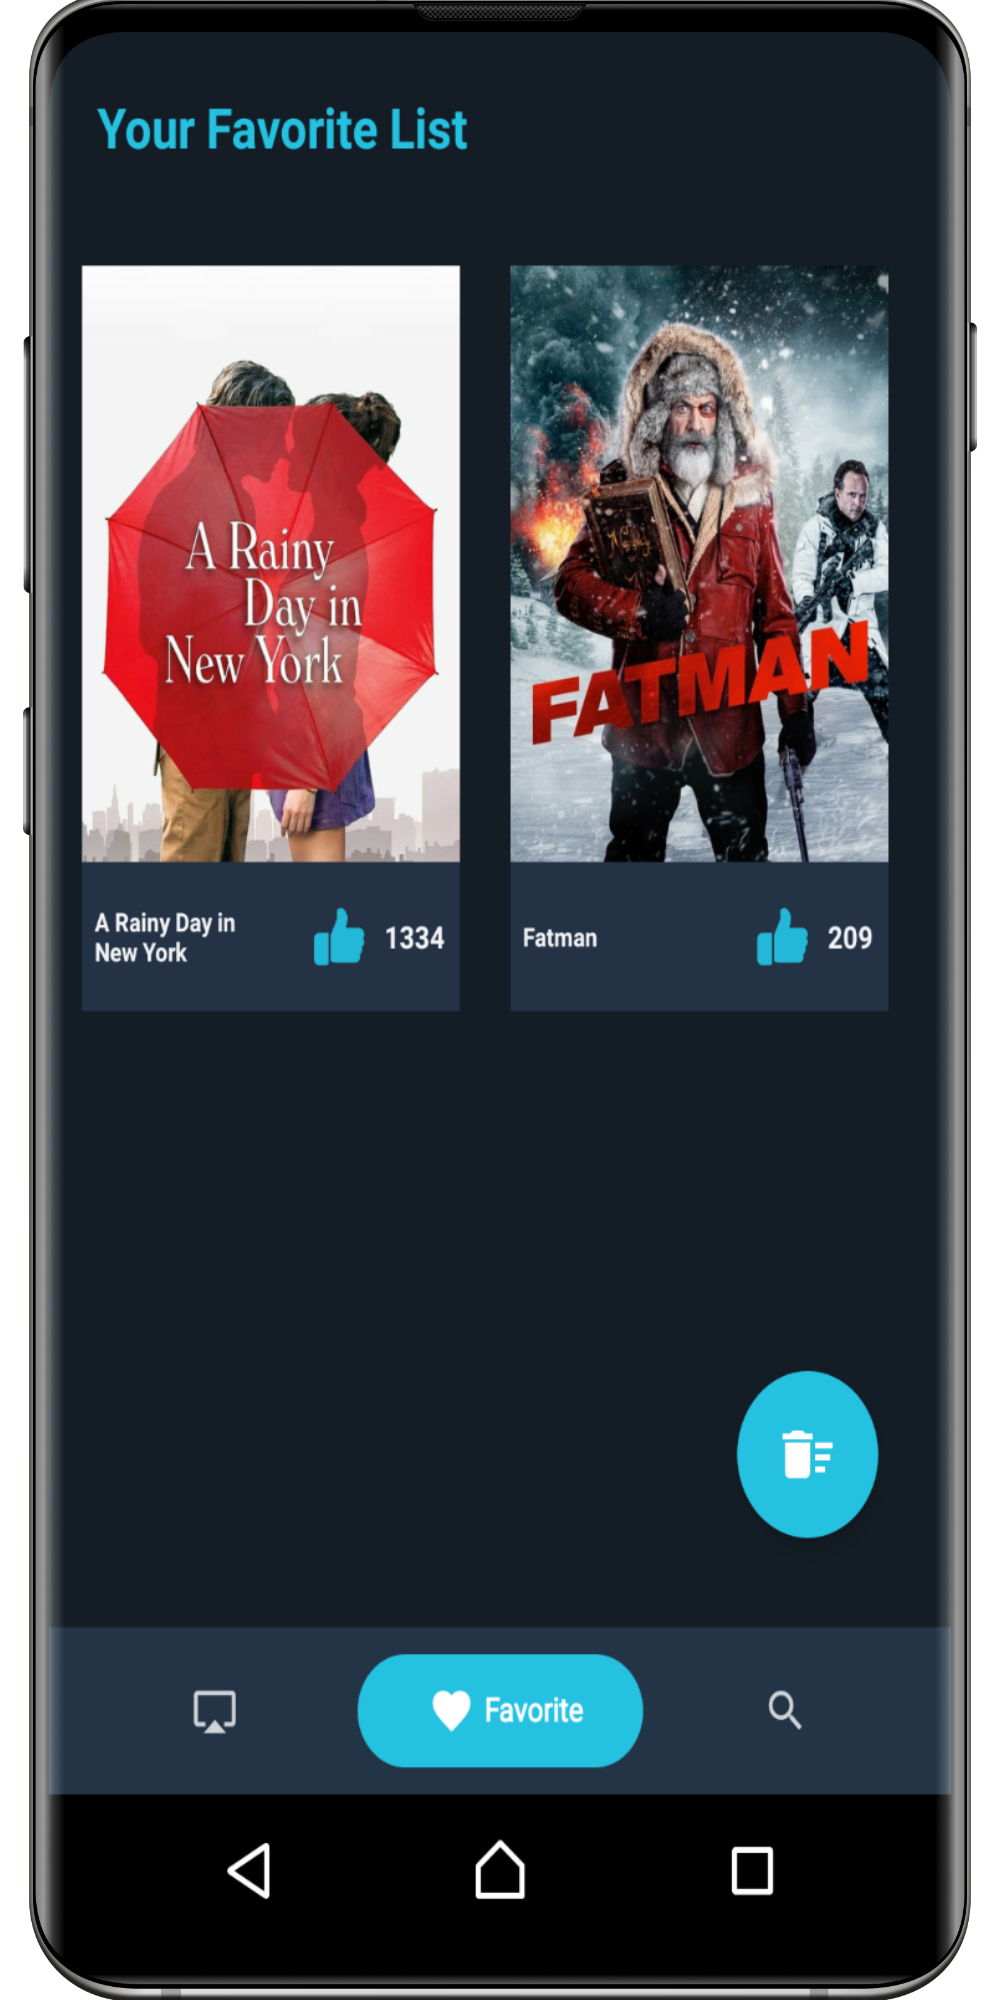 Your Favorite List
A Rainy
Day in
New York
FATMAN
A Rainy Day in
New York
1334
Fatman
209
Favorite